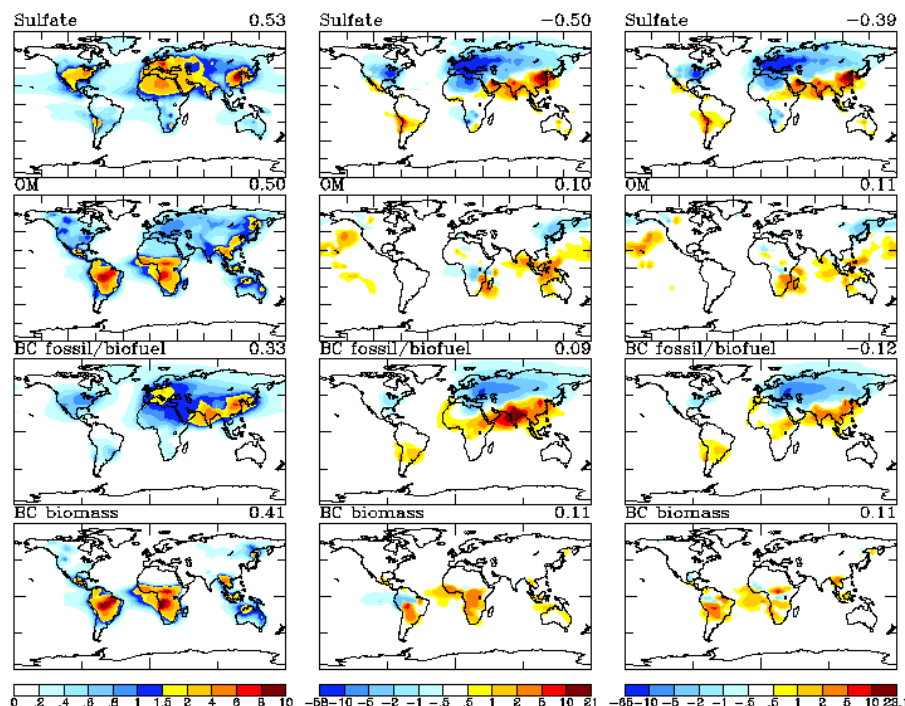 Sulfate 0.53 Sulfate −0.50 Sulfate −0.39
OM 0.50 OM 0.10 OM 0.11
BC fossil/biofuel 0.33 BC fossil/biofuel 0.09 BC fossil/biofuel −0.12
BC biomass 0.41 BC biomass 0.11 BC biomass 0.11
0 .2 .4 .6 .8 1 1.5 2 4 6 8 10 −10 −5 −2 −1 −.5 .5 1 2 5 10 21 −10 −5 −2 −1 −.5 .5 1 2 5 10